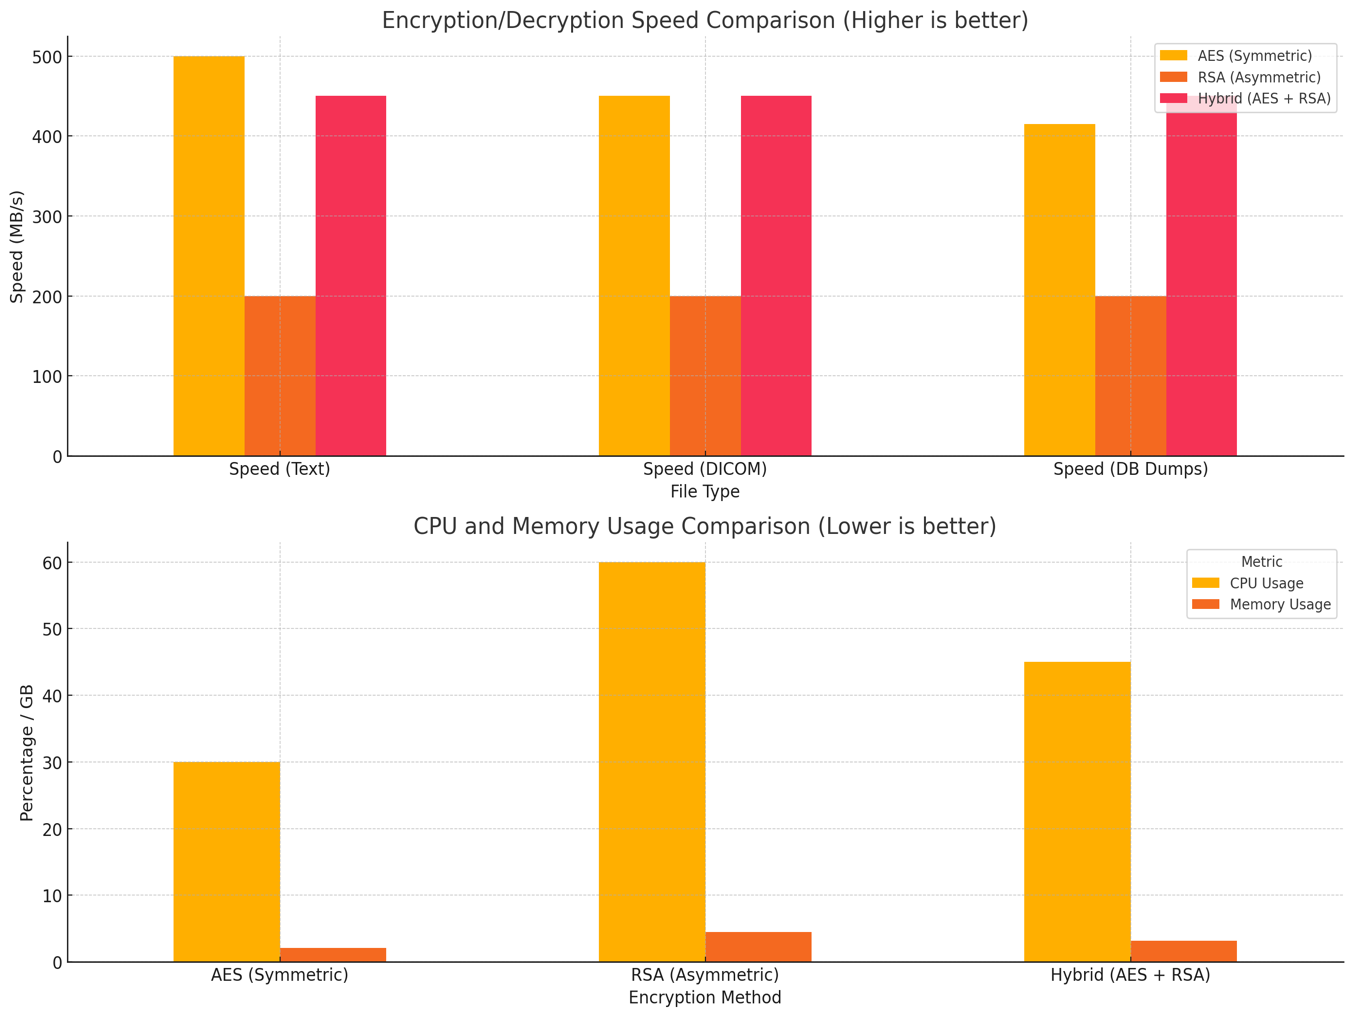 Encryption/Decryption Speed Comparison (Higher is better)
Speed (MB/s)
500
400
300
200
100
0
AES (Symmetric)
RSA (Asymmetric)
Hybrid (AES + RSA)
Speed (Text)
Speed (DICOM)
Speed (DB Dumps)
File Type
CPU and Memory Usage Comparison (Lower is better)
Percentage / GB
60
50
40
30
20
10
0
Metric
CPU Usage
Memory Usage
AES (Symmetric)
RSA (Asymmetric)
Hybrid (AES + RSA)
Encryption Method